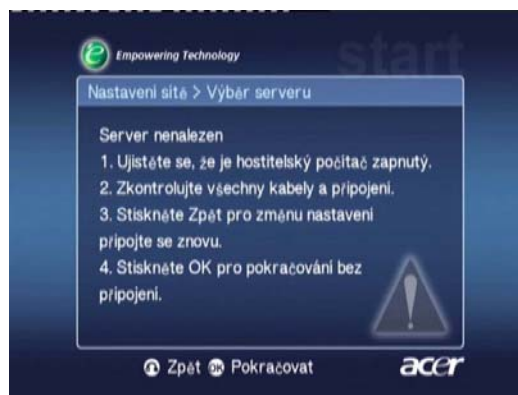 Empowering Technology
start
Nastavení sítě > Výběr serveru
Server nenalezen
1. Ujistěte se, že je hostitelský počítač zapnutý.
2. Zkontrolujte všechny kabely a připojení.
3. Stiskněte Zpět pro změnu nastavení
připojte se znovu.
4. Stiskněte OK pro pokračování bez
připojení.
Zpět OK Pokračovat
acer